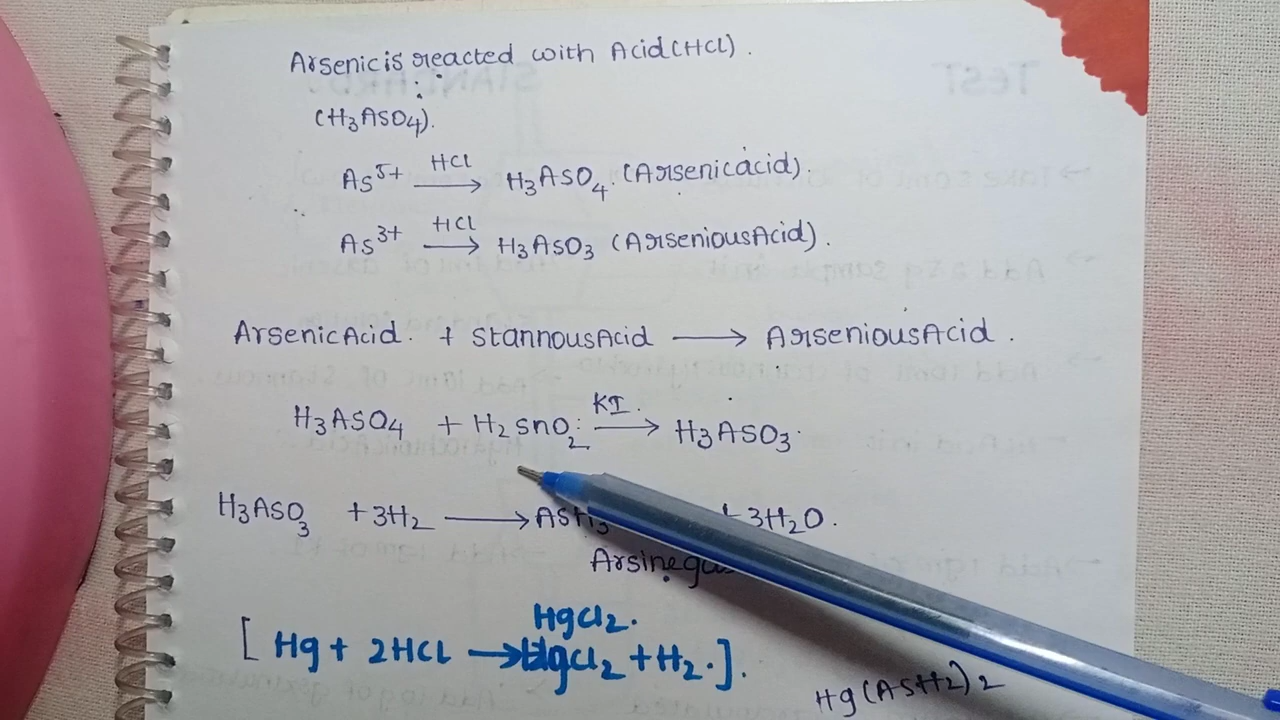 Arsenic is reacted with Acid(HCl).
(H3ASO4).
As5+ HCl → H3ASO4. (Arsenic acid).
As3+ HCl → H3ASO3 (Arsenious Acid).
Arsenic Acid. + Stannous Acid → Arsenious Acid.
H3ASO4 + H2SnO2 KI. → H3ASO3.
H3ASO3 + 3H2 → ASH3 + 3H2O.
HgCl2.
[ Hg + 2HCl → HgCl2 + H2. ].
Hg(ASH2)2